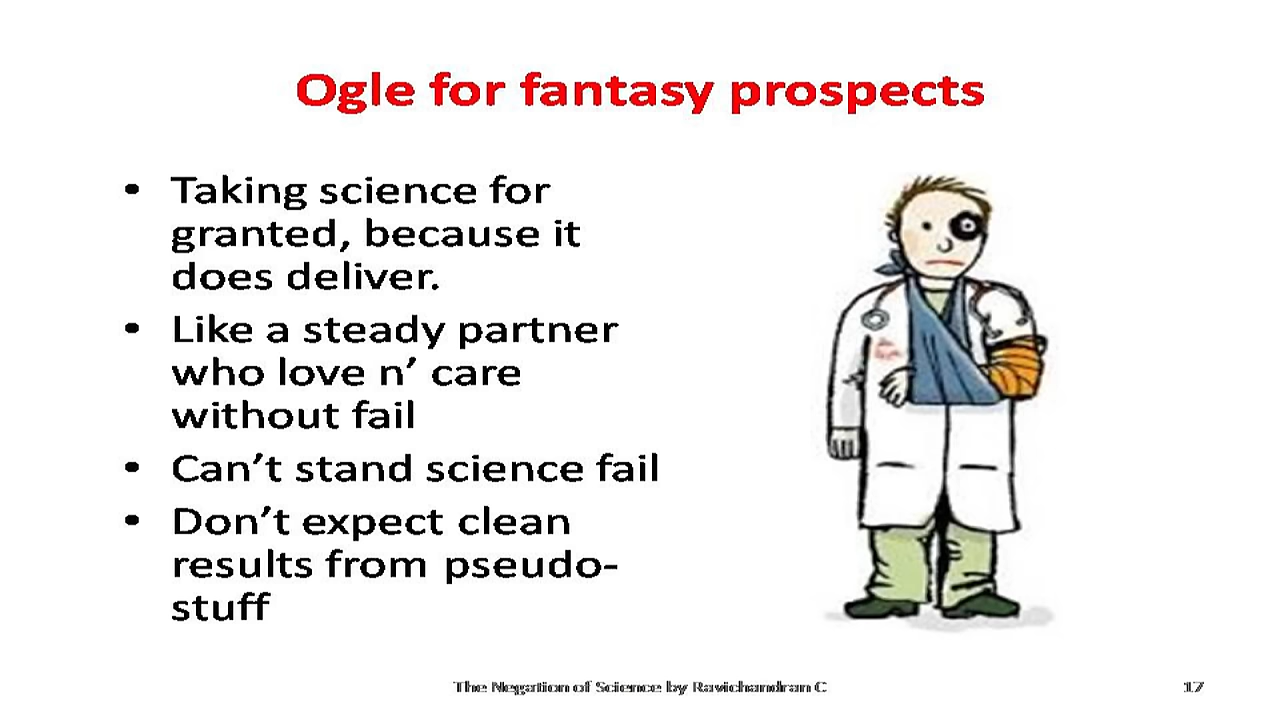 Ogle for fantasy prospects
• Taking science for
granted, because it
does deliver.
• Like a steady partner
who love n’ care
without fail
• Can’t stand science fail
• Don’t expect clean
results from pseudo-
stuff
The Negation of Science by Ravichandran C
17